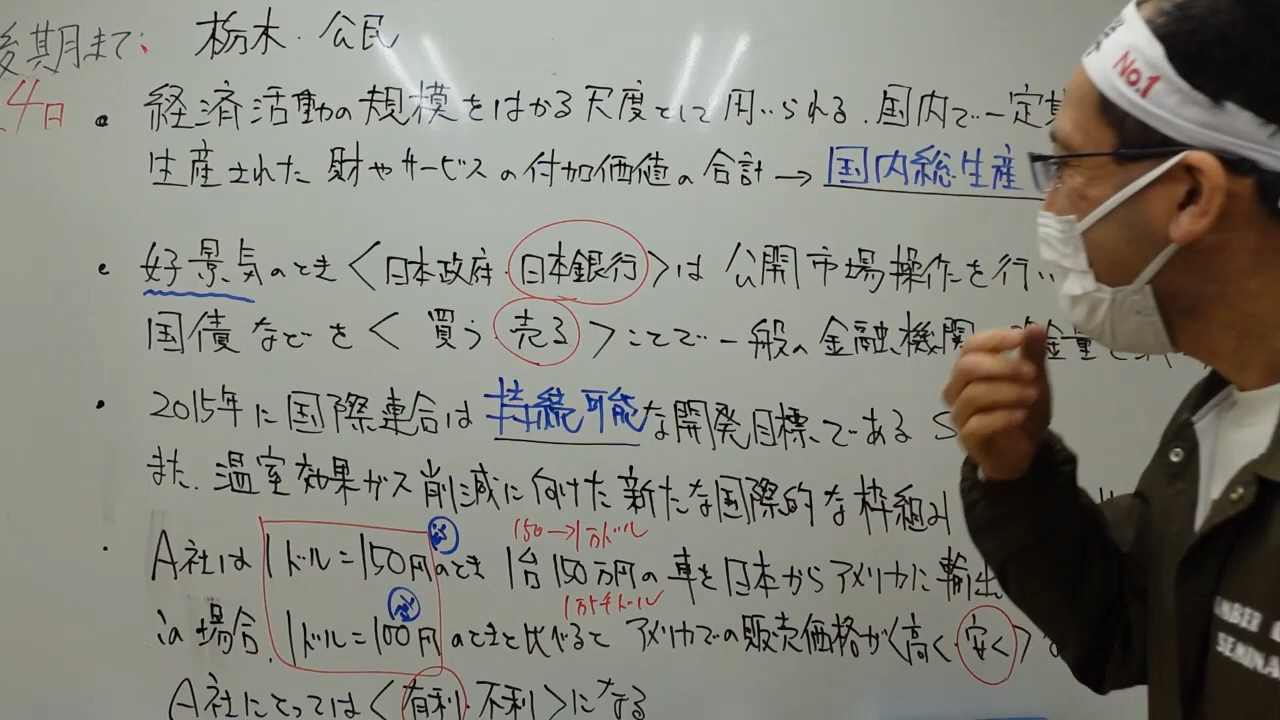 後期まで、 栃木・公民
4日
・経済活動の規模をはかる尺度として用いられる、国内で一定
生産された財やサービスの付加価値の合計→国内総生産
・好景気のとき〈日本政府・日本銀行〉は公開市場操作を行い
国債などを〈買う・売る〉ことで一般の金融機関
・2015年に国際連合は持続可能な開発目標である S
また、温室効果ガス削減に向けた新たな国際的な枠組み
150→1万ドル
・A社は1ドル=150円のとき1台150万円の車を日本からアメリカに輸出
1万5千ドル
場合、1ドル=100円のときと比べるとアメリカでの販売価格が〈高く・安く〉
A社にとっては〈有利・不利〉になる
No.1
SEMINA